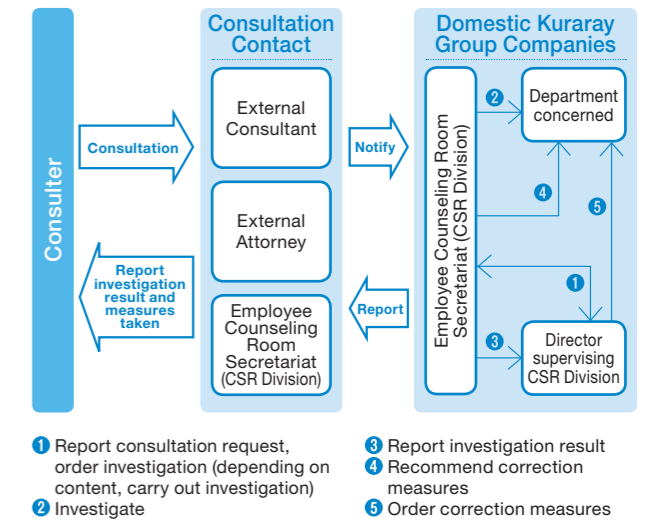 Consultation
Contact
Domestic Kuraray
Group Companies
Consulter
Consultation
External
Consultant
External
Attorney
Employee
Counseling
Room
Secretariat
(CSR Division)
Report
investigation
result and
measures
taken
Notify
Report
Employee Counseling Room
Secretariat (CSR Division)
2
Department
concerned
4
5
1
3
Director
supervising
CSR Division
1 Report consultation request,
order investigation (depending on
content, carry out investigation)
2 Investigate
3 Report investigation result
4 Recommend correction
measures
5 Order correction measures